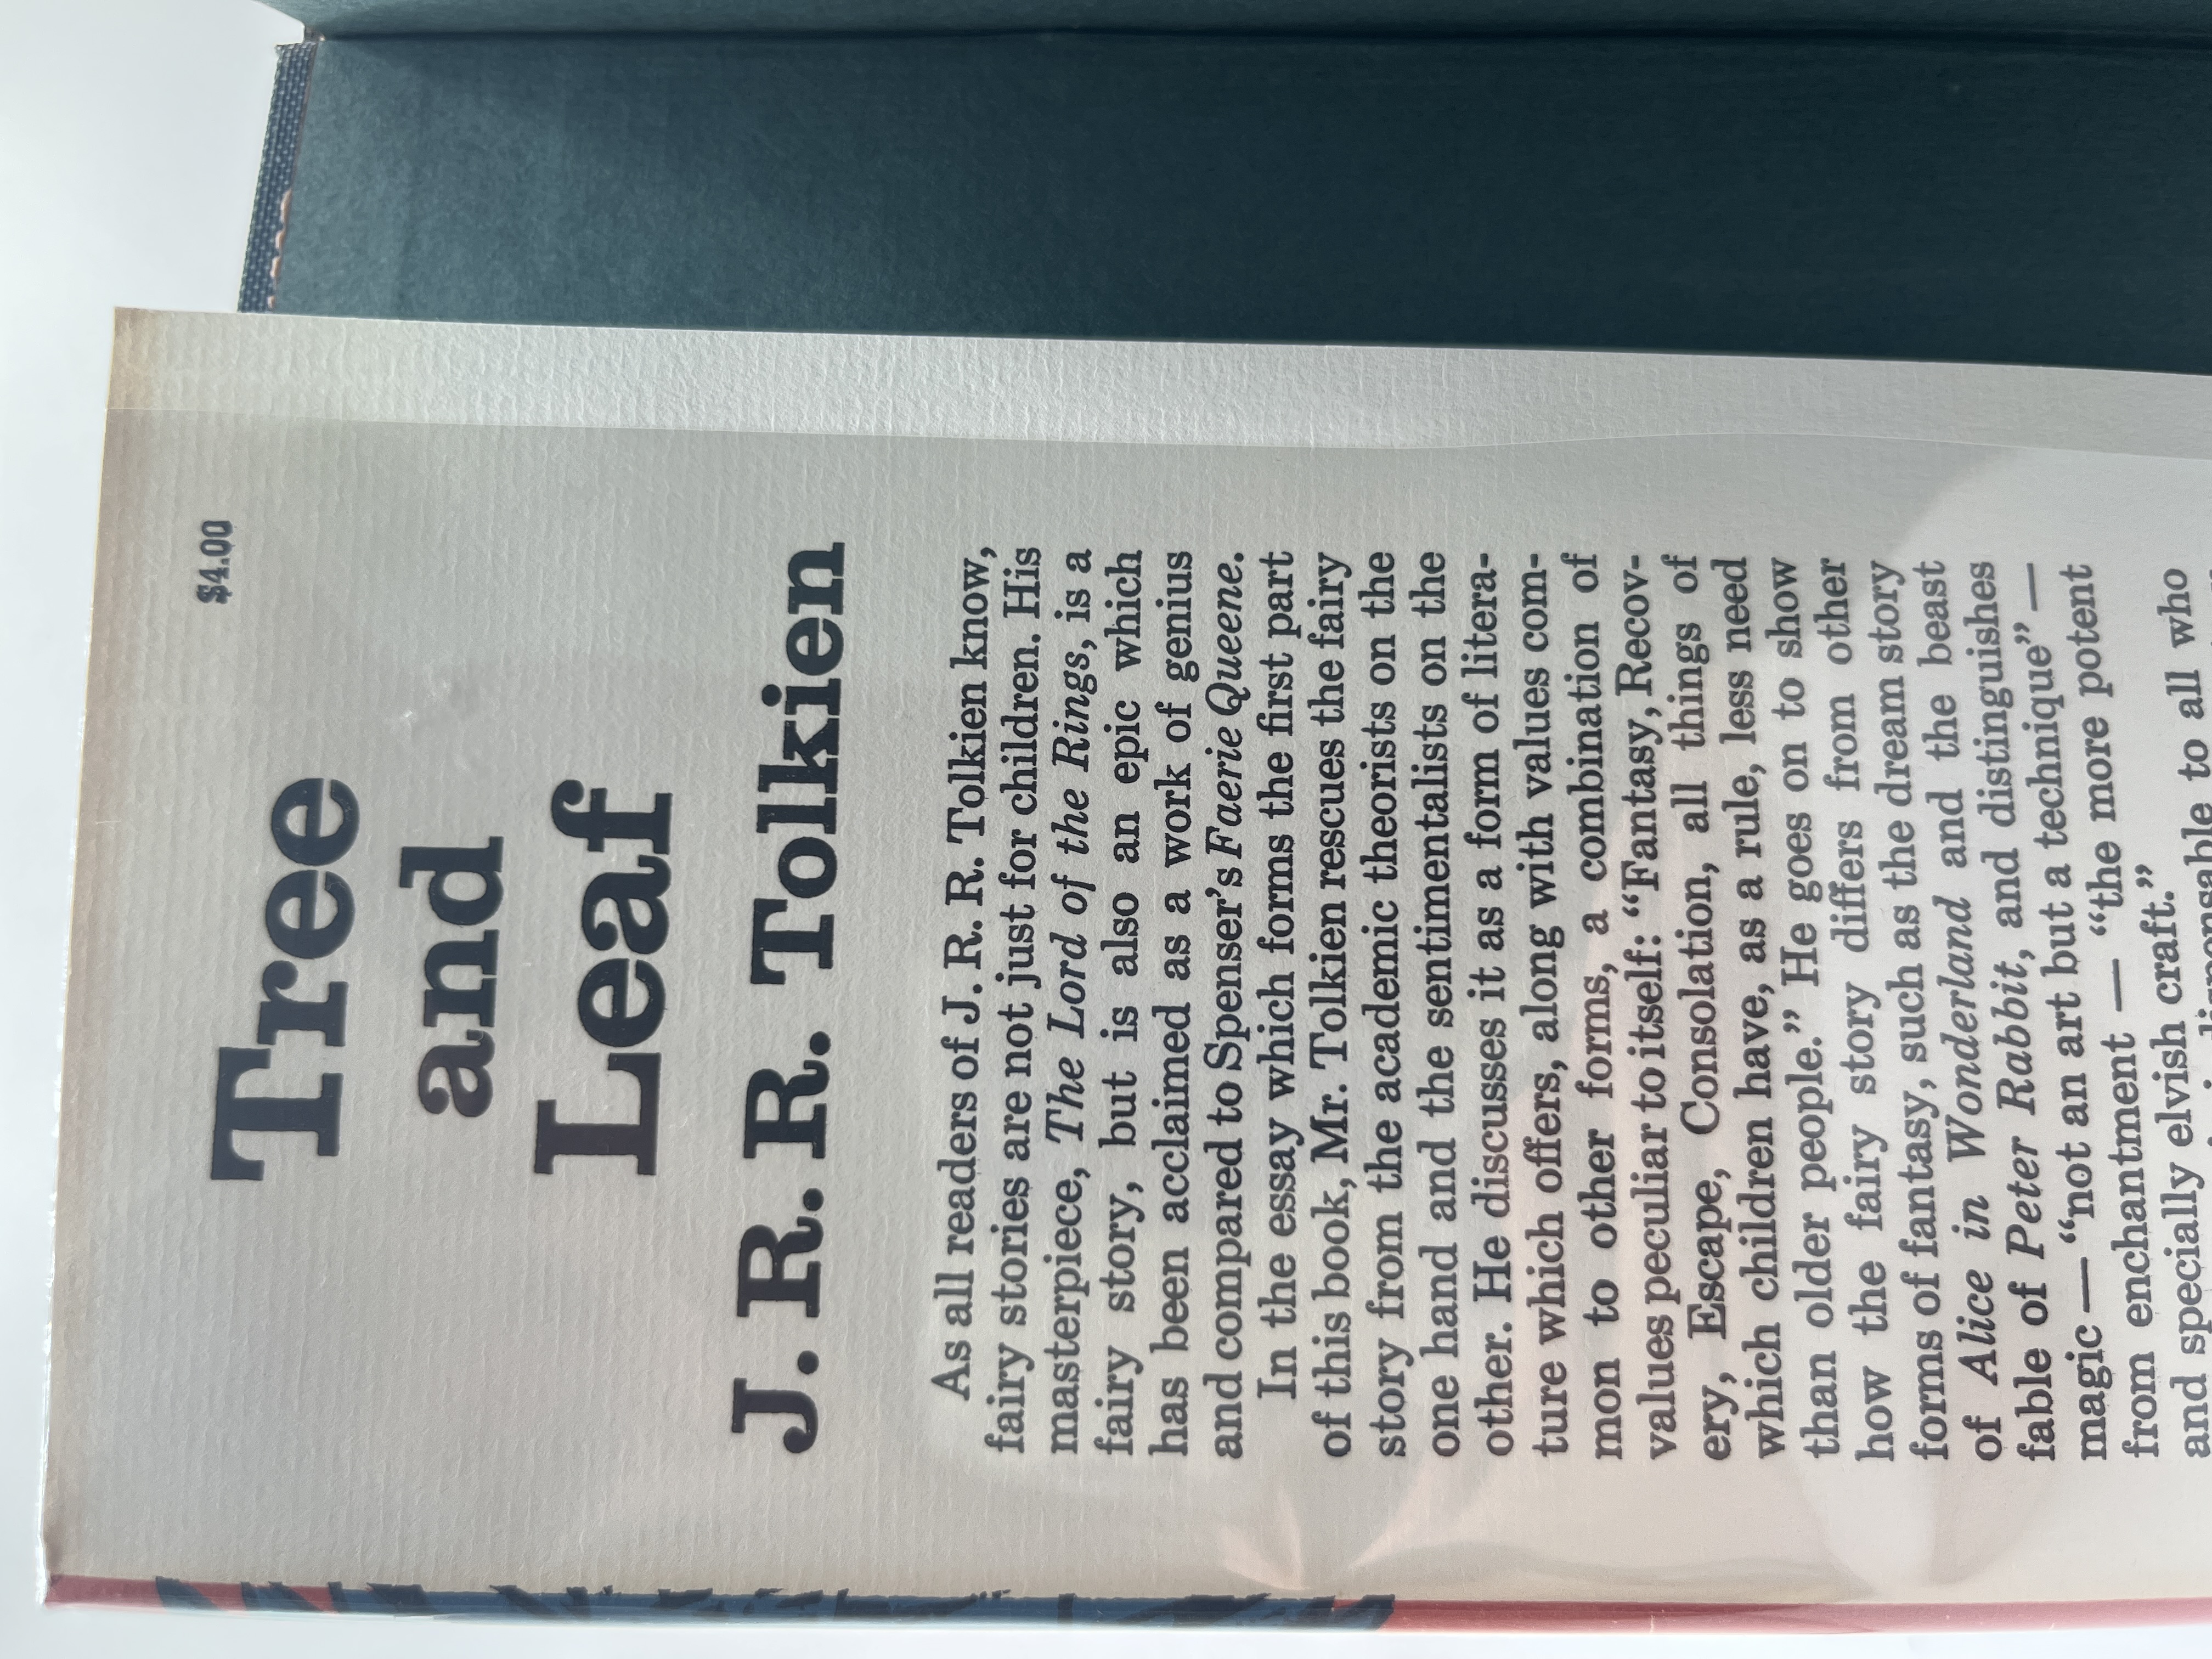 $4.00
Tree
and
Leaf
J. R. R. Tolkien
As all readers of J. R. R. Tolkien know,
fairy stories are not just for children. His
masterpiece, The Lord of the Rings, is a
fairy story, but is also an epic which
has been acclaimed as a work of genius
and compared to Spenser's Faerie Queene.
In the essay which forms the first part
of this book, Mr. Tolkien rescues the fairy
story from the academic theorists on the
one hand and the sentimentalists on the
other. He discusses it as a form of litera-
ture which offers, along with values com-
mon to other forms, a combination of
values peculiar to itself: “Fantasy, Recov-
ery, Escape, Consolation, all things of
which children have, as a rule, less need
than older people.” He goes on to show
how the fairy story differs from other
forms of fantasy, such as the dream story
of Alice in Wonderland and the beast
fable of Peter Rabbit, and distinguishes
magic — “not an art but a technique” —
from enchantment — “the more potent
and specially elvish craft.”
to all who